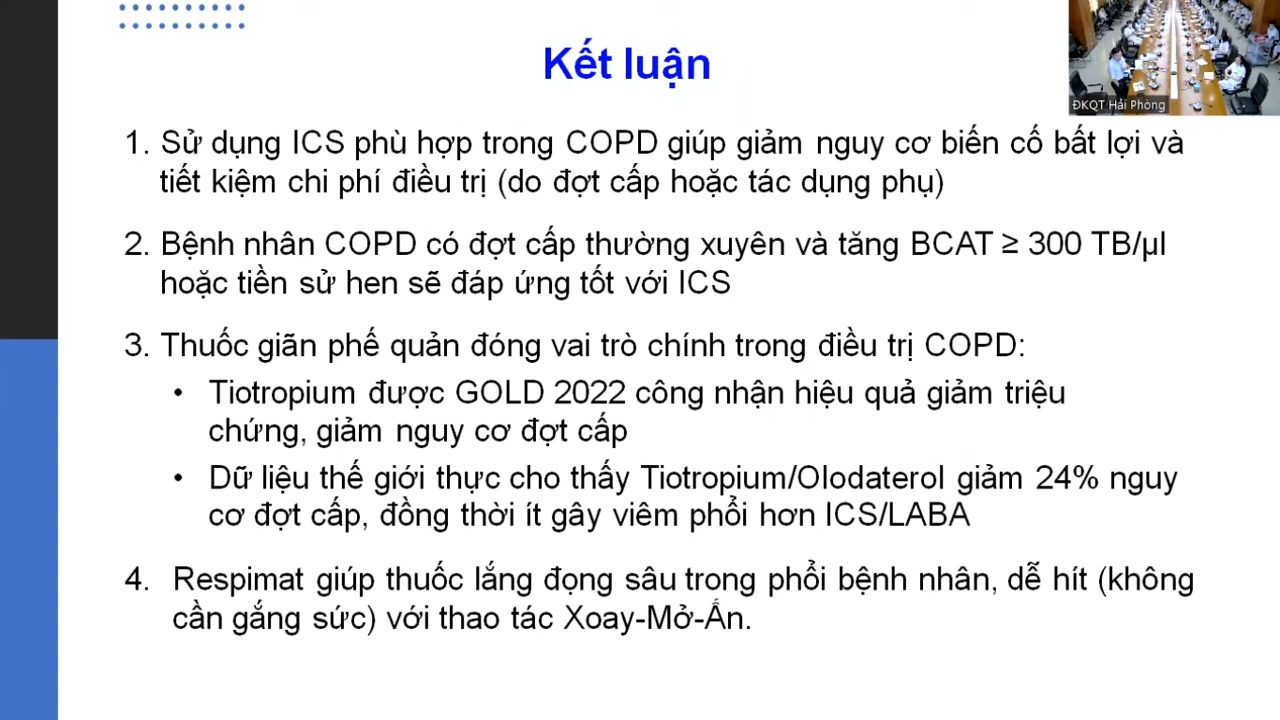 Kết luận
ĐKQT Hải Phòng
1. Sử dụng ICS phù hợp trong COPD giúp giảm nguy cơ biến cố bất lợi và
tiết kiệm chi phí điều trị (do đợt cấp hoặc tác dụng phụ)
2. Bệnh nhân COPD có đợt cấp thường xuyên và tăng BCAT ≥ 300 TB/µl
hoặc tiền sử hen sẽ đáp ứng tốt với ICS
3. Thuốc giãn phế quản đóng vai trò chính trong điều trị COPD:
• Tiotropium được GOLD 2022 công nhận hiệu quả giảm triệu
chứng, giảm nguy cơ đợt cấp
• Dữ liệu thế giới thực cho thấy Tiotropium/Olodaterol giảm 24% nguy
cơ đợt cấp, đồng thời ít gây viêm phổi hơn ICS/LABA
4. Respimat giúp thuốc lắng đọng sâu trong phổi bệnh nhân, dễ hít (không
cần gắng sức) với thao tác Xoay-Mở-Ấn.